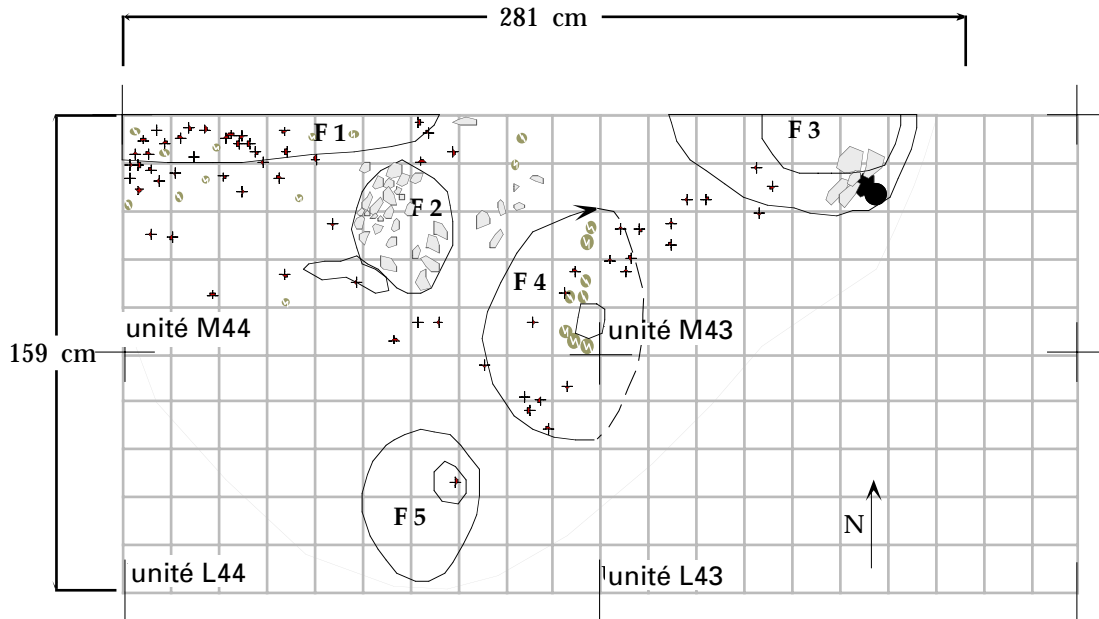 281 cm
F 1
F 3
F 2
F 4
unité M44
unité M43
159 cm
F 5
N
unité L44
unité L43